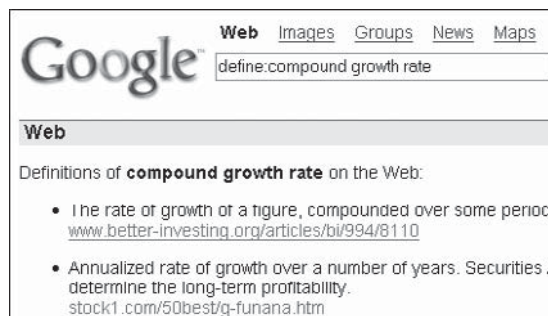 Web Images Groups News Maps
Google™
define:compound growth rate
Web
Definitions of compound growth rate on the Web:
• The rate of growth of a figure, compounded over some period
www.better-investing.org/articles/bi/994/8110
• Annualized rate of growth over a number of years. Securities
determine the long-term profitability.
stock1.com/50best/g-funana.htm